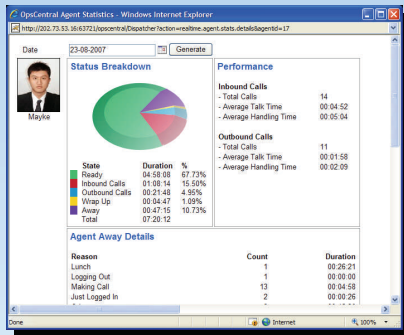 OpsCentral Agent Statistics - Windows Internet Explorer
http://202.73.53.16:63721/opscentral/Dispatcher?action=realtime.agent.stats.details&agentid=17
Date 23-08-2007 Generate
Mayke
Status Breakdown
State Duration %
Ready 04:58:08 67.73%
Inbound Calls 01:08:14 15.50%
Outbound Calls 00:21:48 4.95%
Wrap Up 00:04:47 1.09%
Away 00:47:15 10.73%
Total 07:20:12
Performance
Inbound Calls
- Total Calls 14
- Average Talk Time 00:04:52
- Average Handling Time 00:05:04
Outbound Calls
- Total Calls 11
- Average Talk Time 00:01:58
- Average Handling Time 00:02:09
Agent Away Details
Reason Count Duration
Lunch 1 00:26:21
Logging Out 1 00:00:00
Making Call 13 00:04:58
Just Logged In 2 00:00:26
Done Internet 100%